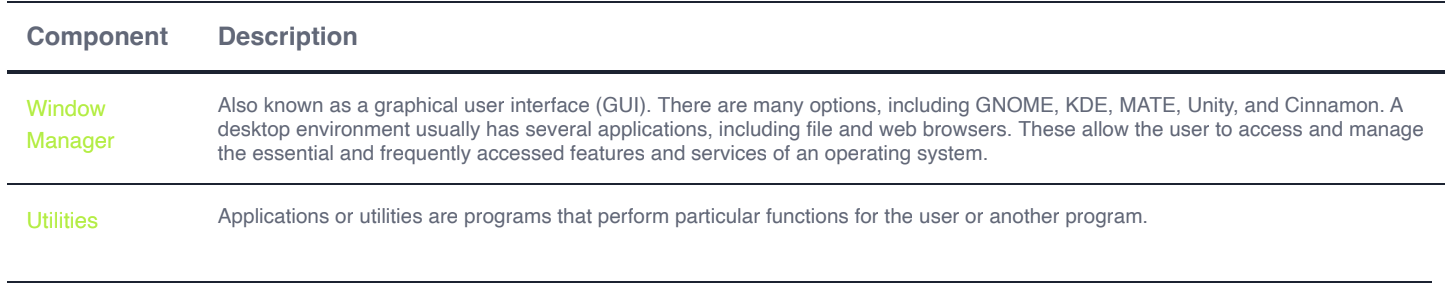 Component Description
Window Manager
Also known as a graphical user interface (GUI). There are many options, including GNOME, KDE, MATE, Unity, and Cinnamon. A
desktop environment usually has several applications, including file and web browsers. These allow the user to access and manage
the essential and frequently accessed features and services of an operating system.
Utilities
Applications or utilities are programs that perform particular functions for the user or another program.